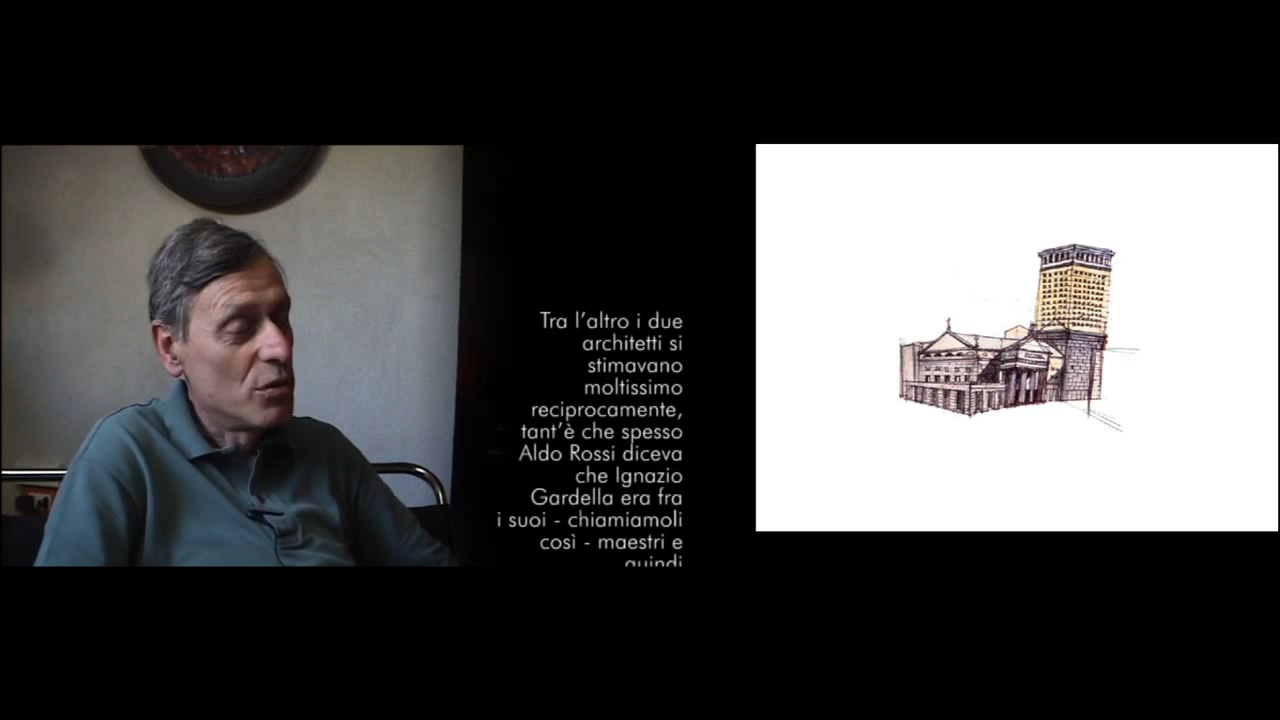 Tra l'altro i due
architetti si
stimavano
moltissimo
reciprocamente,
tant'è che spesso
Aldo Rossi diceva
che Ignazio
Gardella era fra
i suoi - chiamiamoli
così - maestri e
quindi